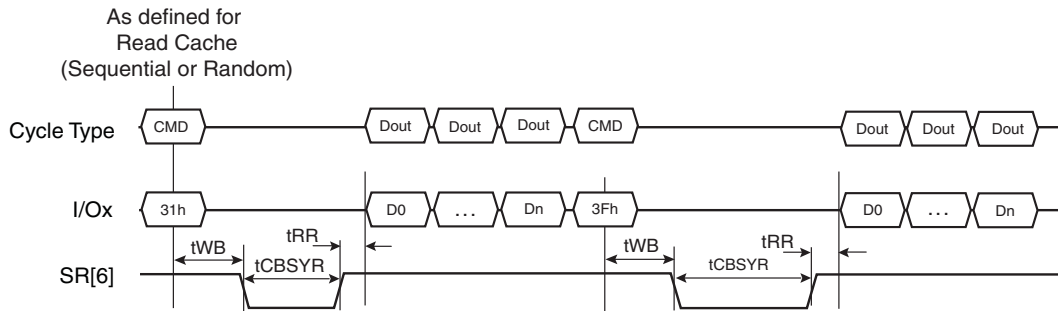 As defined for
Read Cache
(Sequential or Random)
Cycle Type
CMD
Dout
Dout
Dout
CMD
Dout
Dout
Dout
I/Ox
31h
D0
...
Dn
3Fh
D0
...
Dn
tWB
tRR
tWB
tRR
tCBSYR
tCBSYR
SR[6]